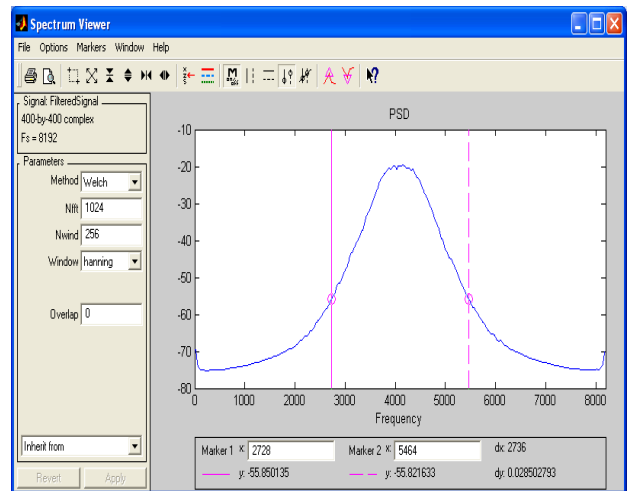 Spectrum Viewer
File Options Markers Window Help
Signal: FilteredSignal
400-by-400 complex
Fs = 8192
Parameters
Method Welch
Nfft 1024
Nwind 256
Window hanning
Overlap 0
Inherit from
Revert Apply
PSD
-10
-20
-30
-40
-50
-60
-70
-80
0 1000 2000 3000 4000 5000 6000 7000 8000
Frequency
Marker 1 x: 2728 Marker 2 x: 5464 dx: 2736
y: -55.850135 y: -55.821633 dy: 0.028502793